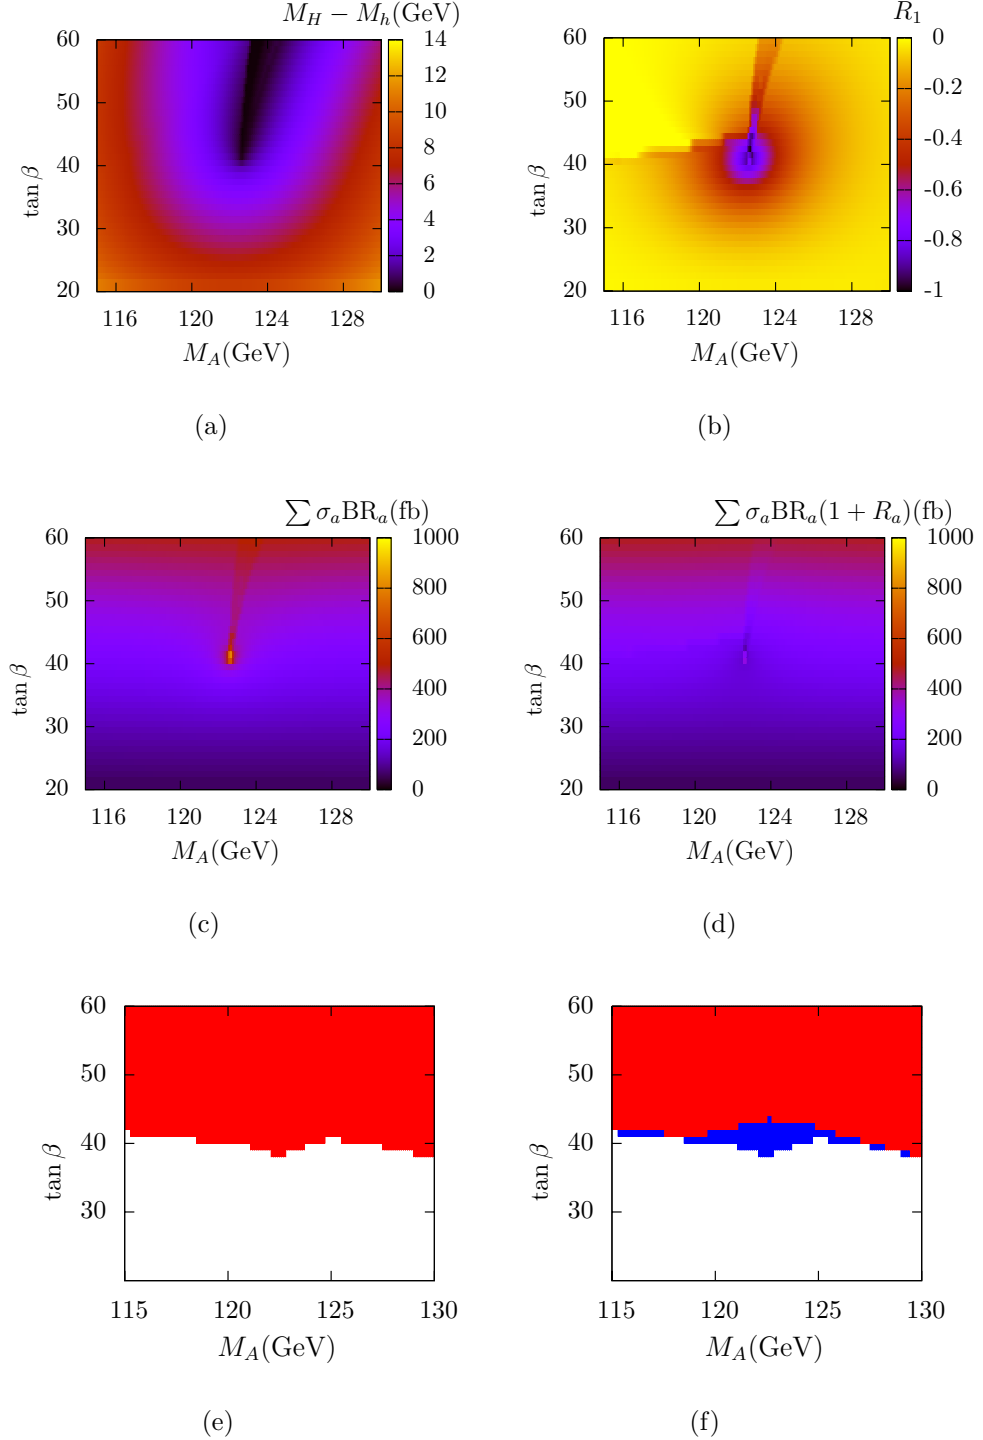 M_H − M_h(GeV)
60
50
40
30
20
tan β
14
12
10
8
6
4
2
0
116 120 124 128
M_A(GeV)
(a)
R_1
60
50
40
30
20
tan β
0
-0.2
-0.4
-0.6
-0.8
-1
116 120 124 128
M_A(GeV)
(b)
∑ σ_a BR_a(fb)
60
50
40
30
20
tan β
1000
800
600
400
200
0
116 120 124 128
M_A(GeV)
(c)
∑ σ_a BR_a(1 + R_a)(fb)
60
50
40
30
20
tan β
1000
800
600
400
200
0
116 120 124 128
M_A(GeV)
(d)
60
50
40
30
tan β
115 120 125 130
M_A(GeV)
(e)
60
50
40
30
tan β
115 120 125 130
M_A(GeV)
(f)